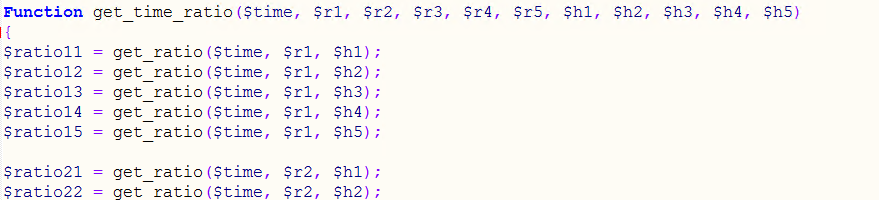 Function get_time_ratio($time, $r1, $r2, $r3, $r4, $r5, $h1, $h2, $h3, $h4, $h5)
{
$ratio11 = get_ratio($time, $r1, $h1);
$ratio12 = get_ratio($time, $r1, $h2);
$ratio13 = get_ratio($time, $r1, $h3);
$ratio14 = get_ratio($time, $r1, $h4);
$ratio15 = get_ratio($time, $r1, $h5);

$ratio21 = get_ratio($time, $r2, $h1);
$ratio22 = get_ratio($time, $r2, $h2);